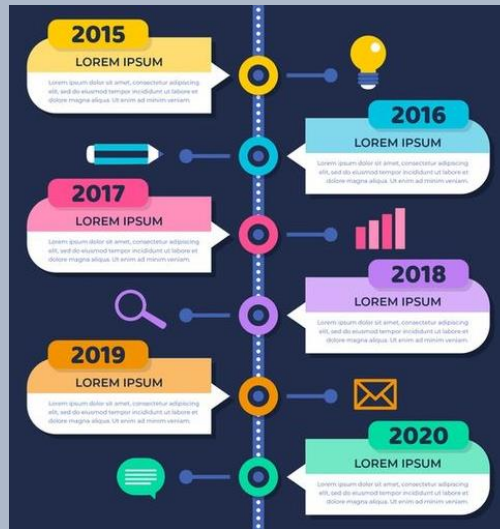 2015
LOREM IPSUM
Lorem ipsum dolor sit amet, consectetur adipiscing
elit, sed do eiusmod tempor incididunt ut labore et
dolore magna aliqua. Ut enim ad minim veniam.
2016
LOREM IPSUM
Lorem ipsum dolor sit amet, consectetur adipiscing
elit, sed do eiusmod tempor incididunt ut labore et
dolore magna aliqua. Ut enim ad minim veniam.
2017
LOREM IPSUM
Lorem ipsum dolor sit amet, consectetur adipiscing
elit, sed do eiusmod tempor incididunt ut labore et
dolore magna aliqua. Ut enim ad minim veniam.
2018
LOREM IPSUM
Lorem ipsum dolor sit amet, consectetur adipiscing
elit, sed do eiusmod tempor incididunt ut labore et
dolore magna aliqua. Ut enim ad minim veniam.
2019
LOREM IPSUM
Lorem ipsum dolor sit amet, consectetur adipiscing
elit, sed do eiusmod tempor incididunt ut labore et
dolore magna aliqua. Ut enim ad minim veniam.
2020
LOREM IPSUM
Lorem ipsum dolor sit amet, consectetur adipiscing
elit, sed do eiusmod tempor incididunt ut labore et
dolore magna aliqua. Ut enim ad minim veniam.